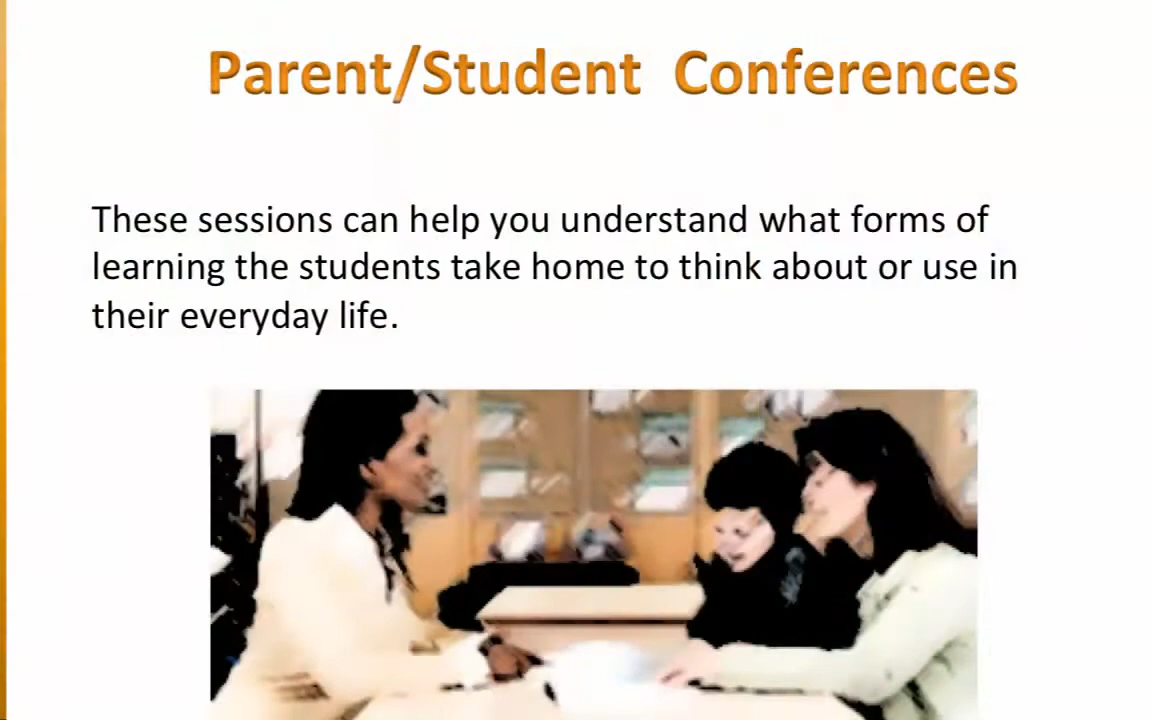 Parent/Student Conferences
These sessions can help you understand what forms of
learning the students take home to think about or use in
their everyday life.